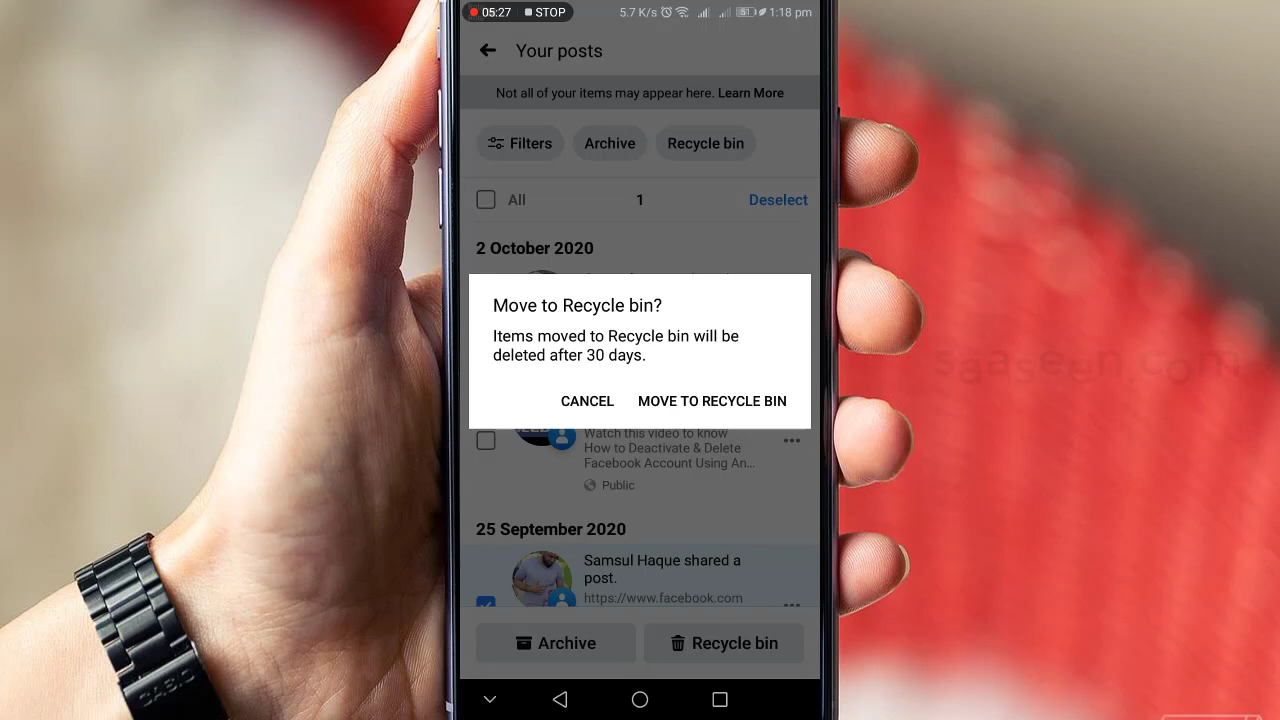 05:27 STOP 5.7 K/s 51 1:18 pm
Your posts
Not all of your items may appear here. Learn More
Filters Archive Recycle bin
All 1 Deselect
2 October 2020
Move to Recycle bin?
Items moved to Recycle bin will be
deleted after 30 days.
CANCEL MOVE TO RECYCLE BIN
saaseen.com
Watch this video to know
How to Deactivate & Delete
Facebook Account Using An...
Public
25 September 2020
Samsul Haque shared a
post.
https://www.facebook.com
Archive Recycle bin
CASIO